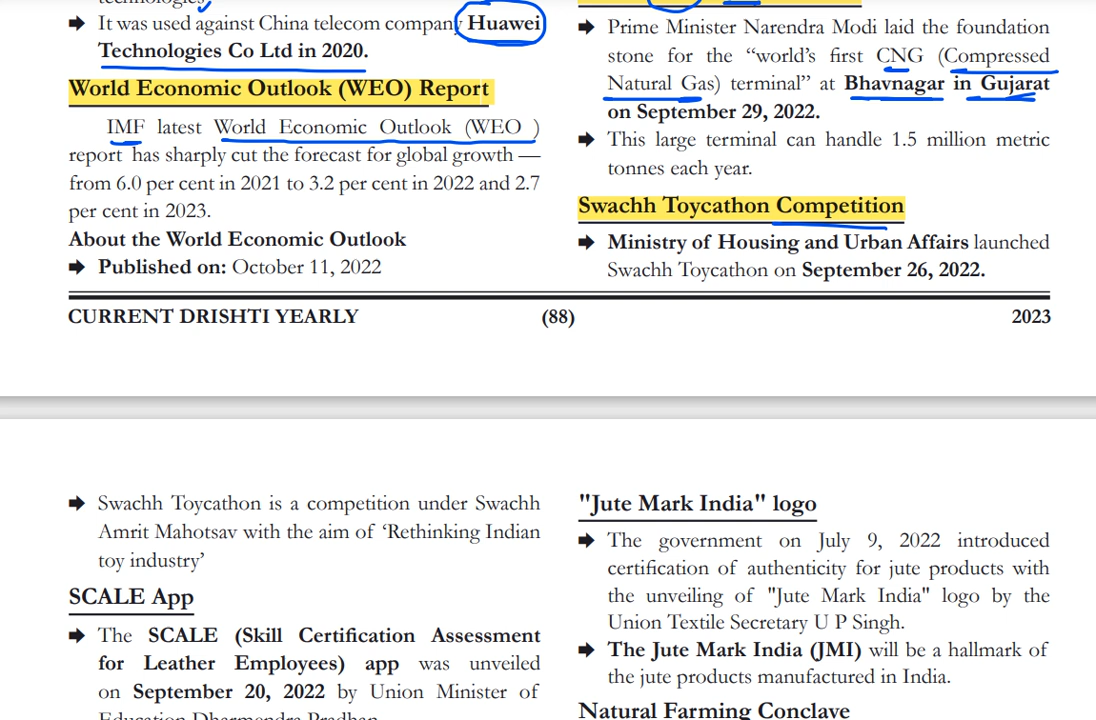 technologies.
➡ It was used against China telecom company Huawei
Technologies Co Ltd in 2020.
World Economic Outlook (WEO) Report
IMF latest World Economic Outlook (WEO )
report has sharply cut the forecast for global growth —
from 6.0 per cent in 2021 to 3.2 per cent in 2022 and 2.7
per cent in 2023.
About the World Economic Outlook
➡ Published on: October 11, 2022
➡ Prime Minister Narendra Modi laid the foundation
stone for the “world’s first CNG (Compressed
Natural Gas) terminal” at Bhavnagar in Gujarat
on September 29, 2022.
➡ This large terminal can handle 1.5 million metric
tonnes each year.
Swachh Toycathon Competition
➡ Ministry of Housing and Urban Affairs launched
Swachh Toycathon on September 26, 2022.
CURRENT DRISHTI YEARLY (88) 2023
➡ Swachh Toycathon is a competition under Swachh
Amrit Mahotsav with the aim of ‘Rethinking Indian
toy industry’
SCALE App
➡ The SCALE (Skill Certification Assessment
for Leather Employees) app was unveiled
on September 20, 2022 by Union Minister of
Education Dharmendra Pradhan
"Jute Mark India" logo
➡ The government on July 9, 2022 introduced
certification of authenticity for jute products with
the unveiling of "Jute Mark India" logo by the
Union Textile Secretary U P Singh.
➡ The Jute Mark India (JMI) will be a hallmark of
the jute products manufactured in India.
Natural Farming Conclave